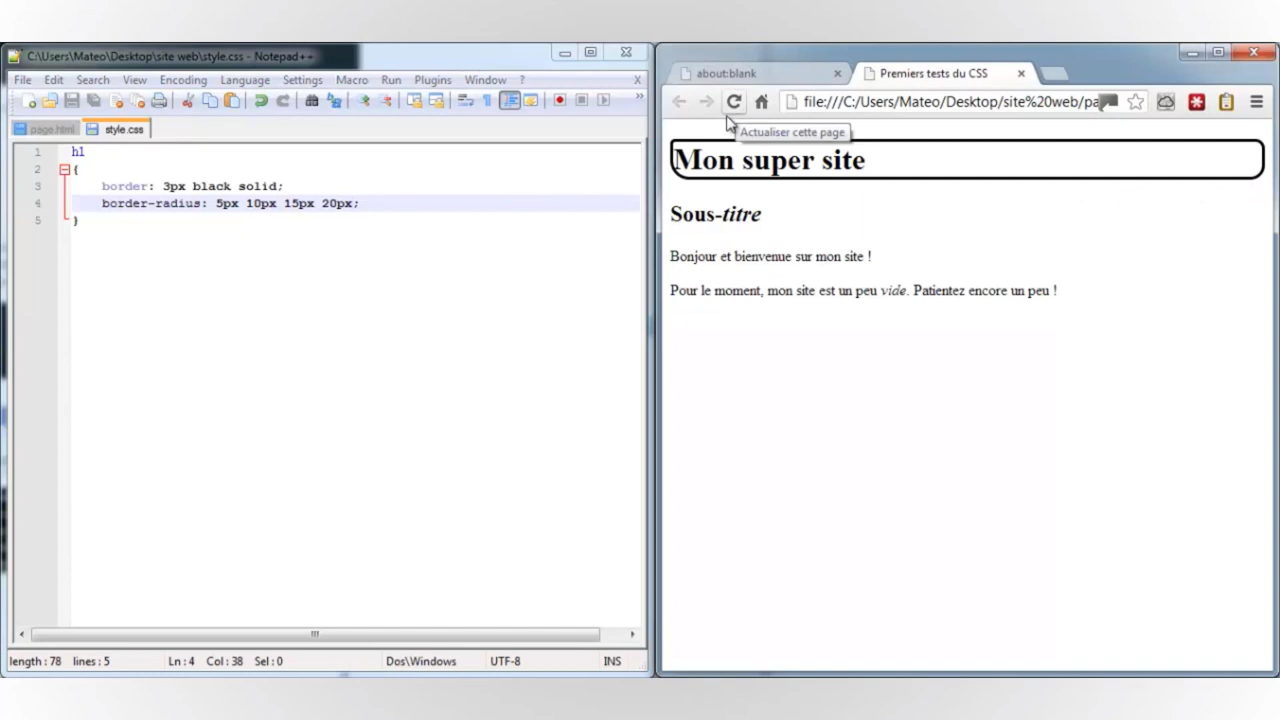 C:\Users\Mateo\Desktop\site web\style.css - Notepad++
File Edit Search View Encoding Language Settings Macro Run Plugins Window ? X
page.html style.css
1 h1
2 {
3 border: 3px black solid;
4 border-radius: 5px 10px 15px 20px;
5 }
length : 78 lines : 5 Ln : 4 Col : 38 Sel : 0 Dos\Windows UTF-8 INS
about:blank Premiers tests du CSS
file:///C:/Users/Mateo/Desktop/site%20web/pa
Actualiser cette page
Mon super site
Sous-titre
Bonjour et bienvenue sur mon site !
Pour le moment, mon site est un peu vide. Patientez encore un peu !